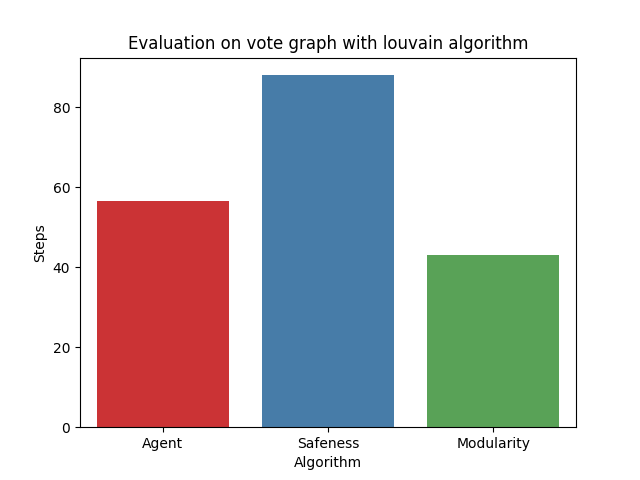 Evaluation on vote graph with louvain algorithm
80
60
40
20
0
Steps
Agent
Safeness
Modularity
Algorithm